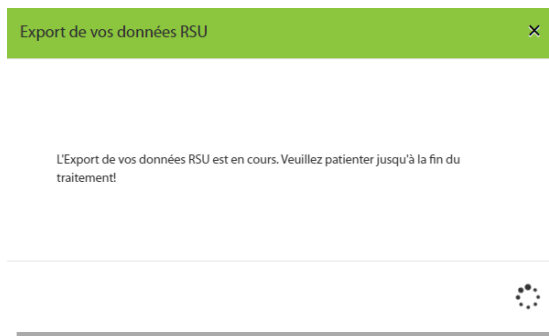 Export de vos données RSU
L'Export de vos données RSU est en cours. Veuillez patienter jusqu'à la fin du
traitement!